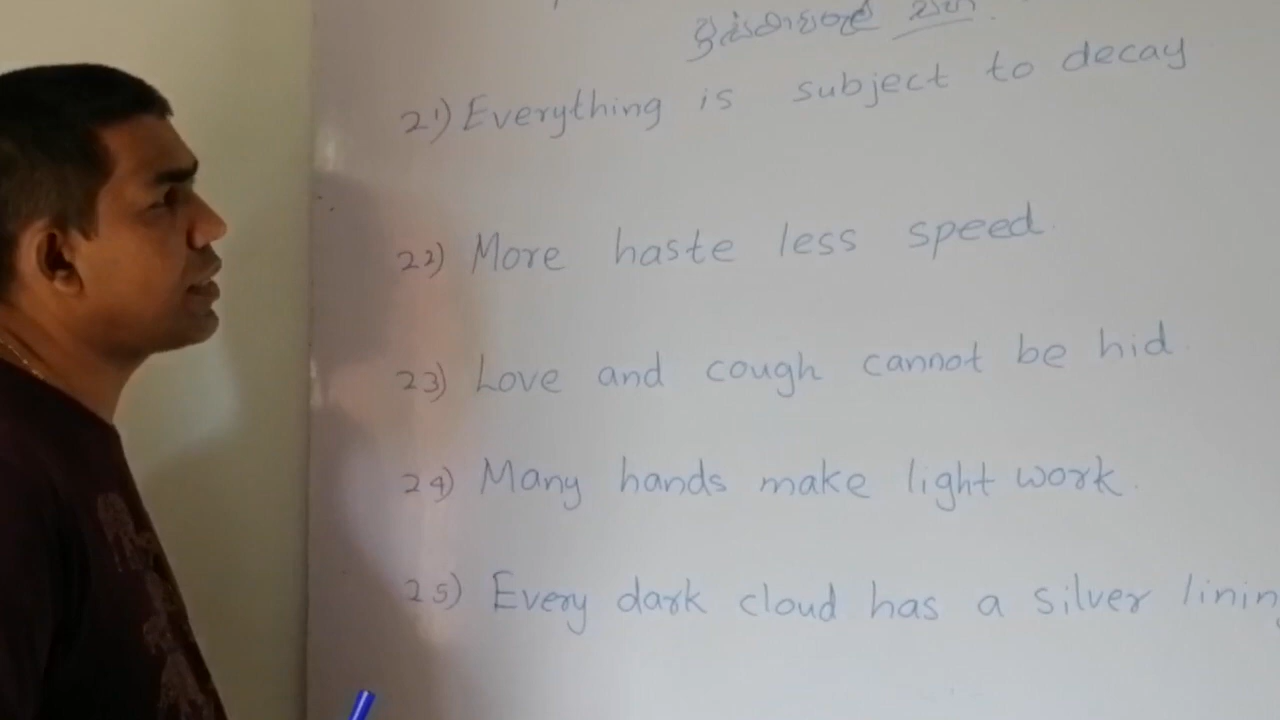 21) Everything is subject to decay
22) More haste less speed.
23) Love and cough cannot be hid.
24) Many hands make light work.
25) Every dark cloud has a silver linin